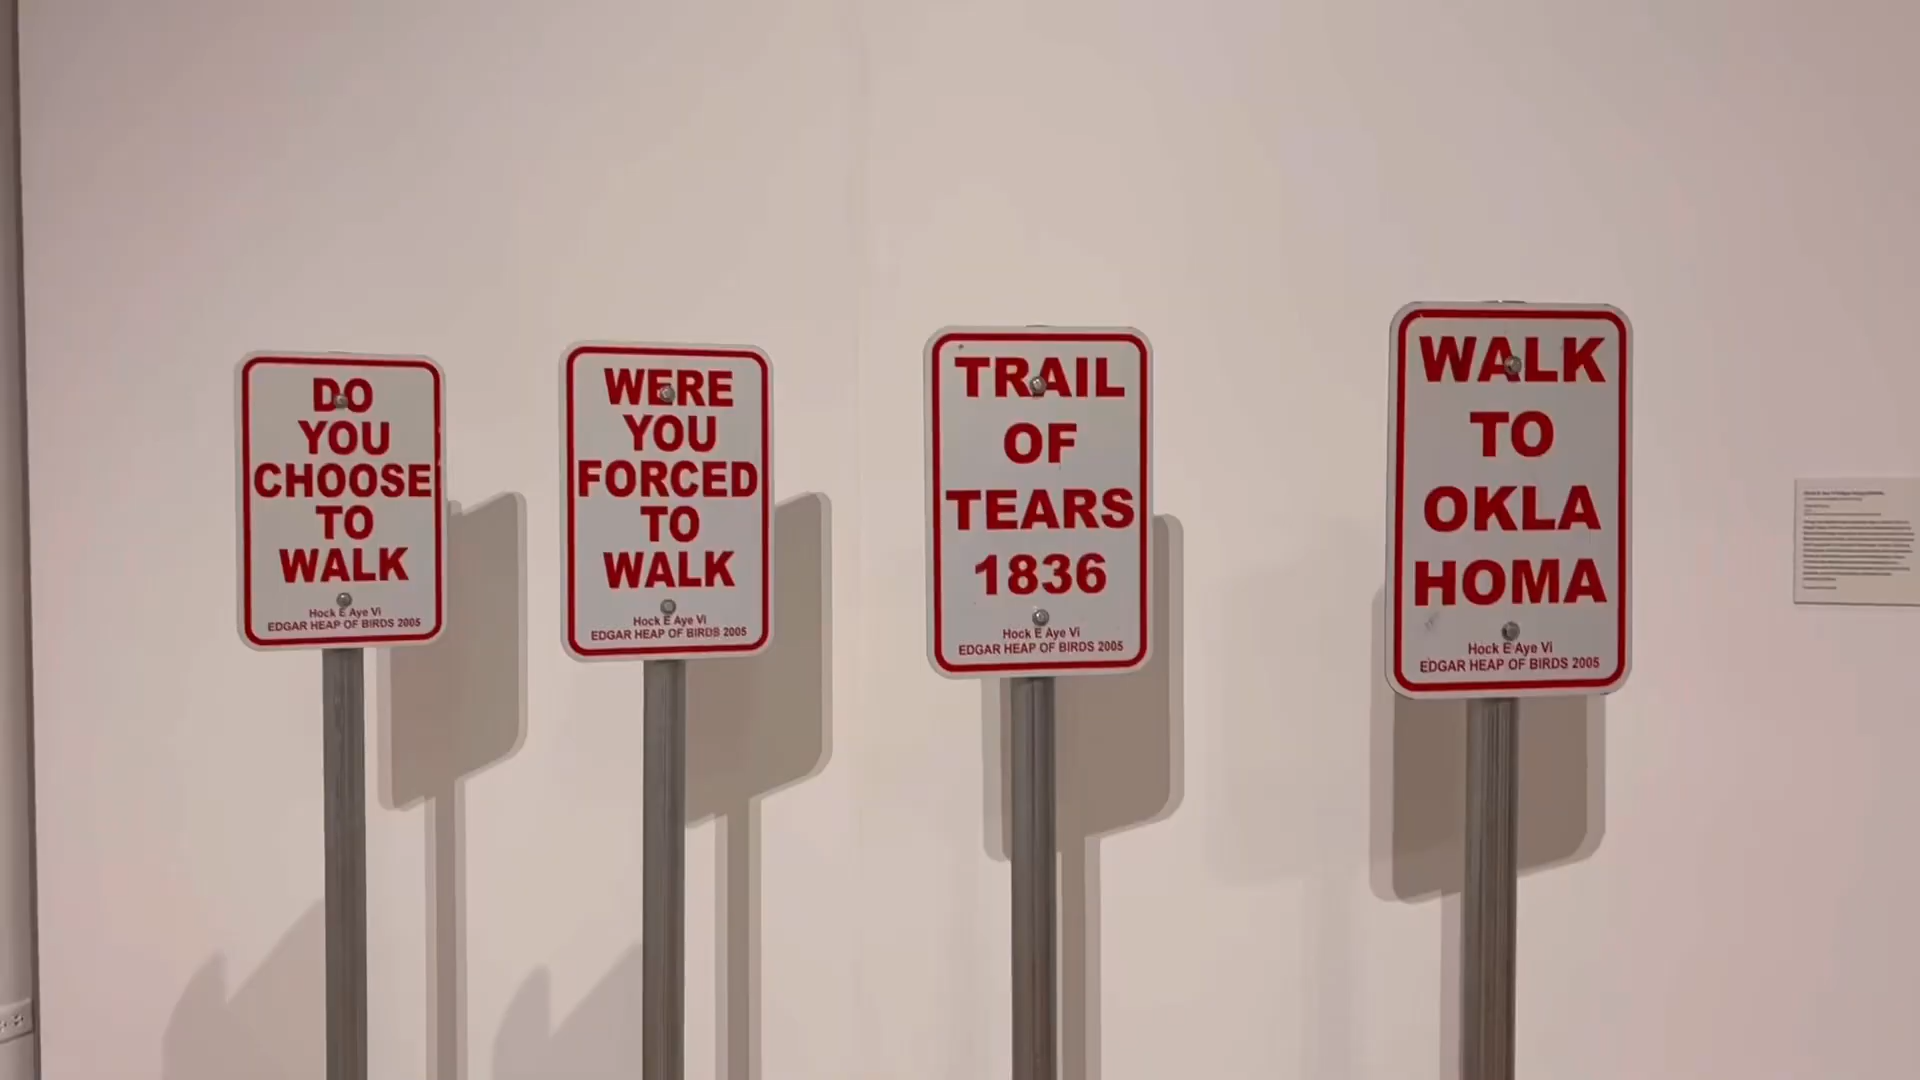 DO
YOU
CHOOSE
TO
WALK
Hock E Aye Vi
EDGAR HEAP OF BIRDS 2005
WERE
YOU
FORCED
TO
WALK
Hock E Aye Vi
EDGAR HEAP OF BIRDS 2005
TRAIL
OF
TEARS
1836
Hock E Aye Vi
EDGAR HEAP OF BIRDS 2005
WALK
TO
OKLA
HOMA
Hock E Aye Vi
EDGAR HEAP OF BIRDS 2005